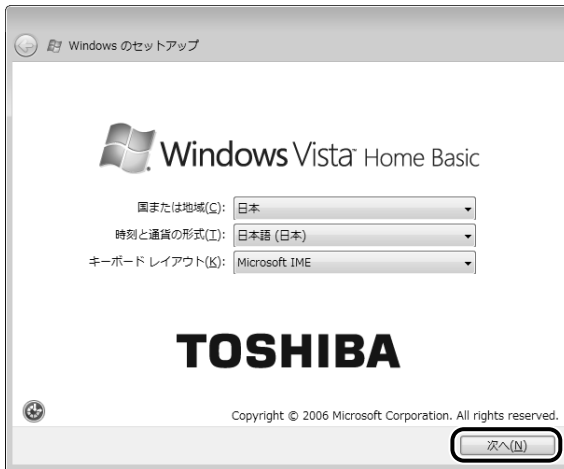 Windows のセットアップ
Windows Vista™ Home Basic
国または地域(C): 日本
時刻と通貨の形式(T): 日本語 (日本)
キーボード レイアウト(K): Microsoft IME
TOSHIBA
Copyright © 2006 Microsoft Corporation. All rights reserved.
次へ(N)